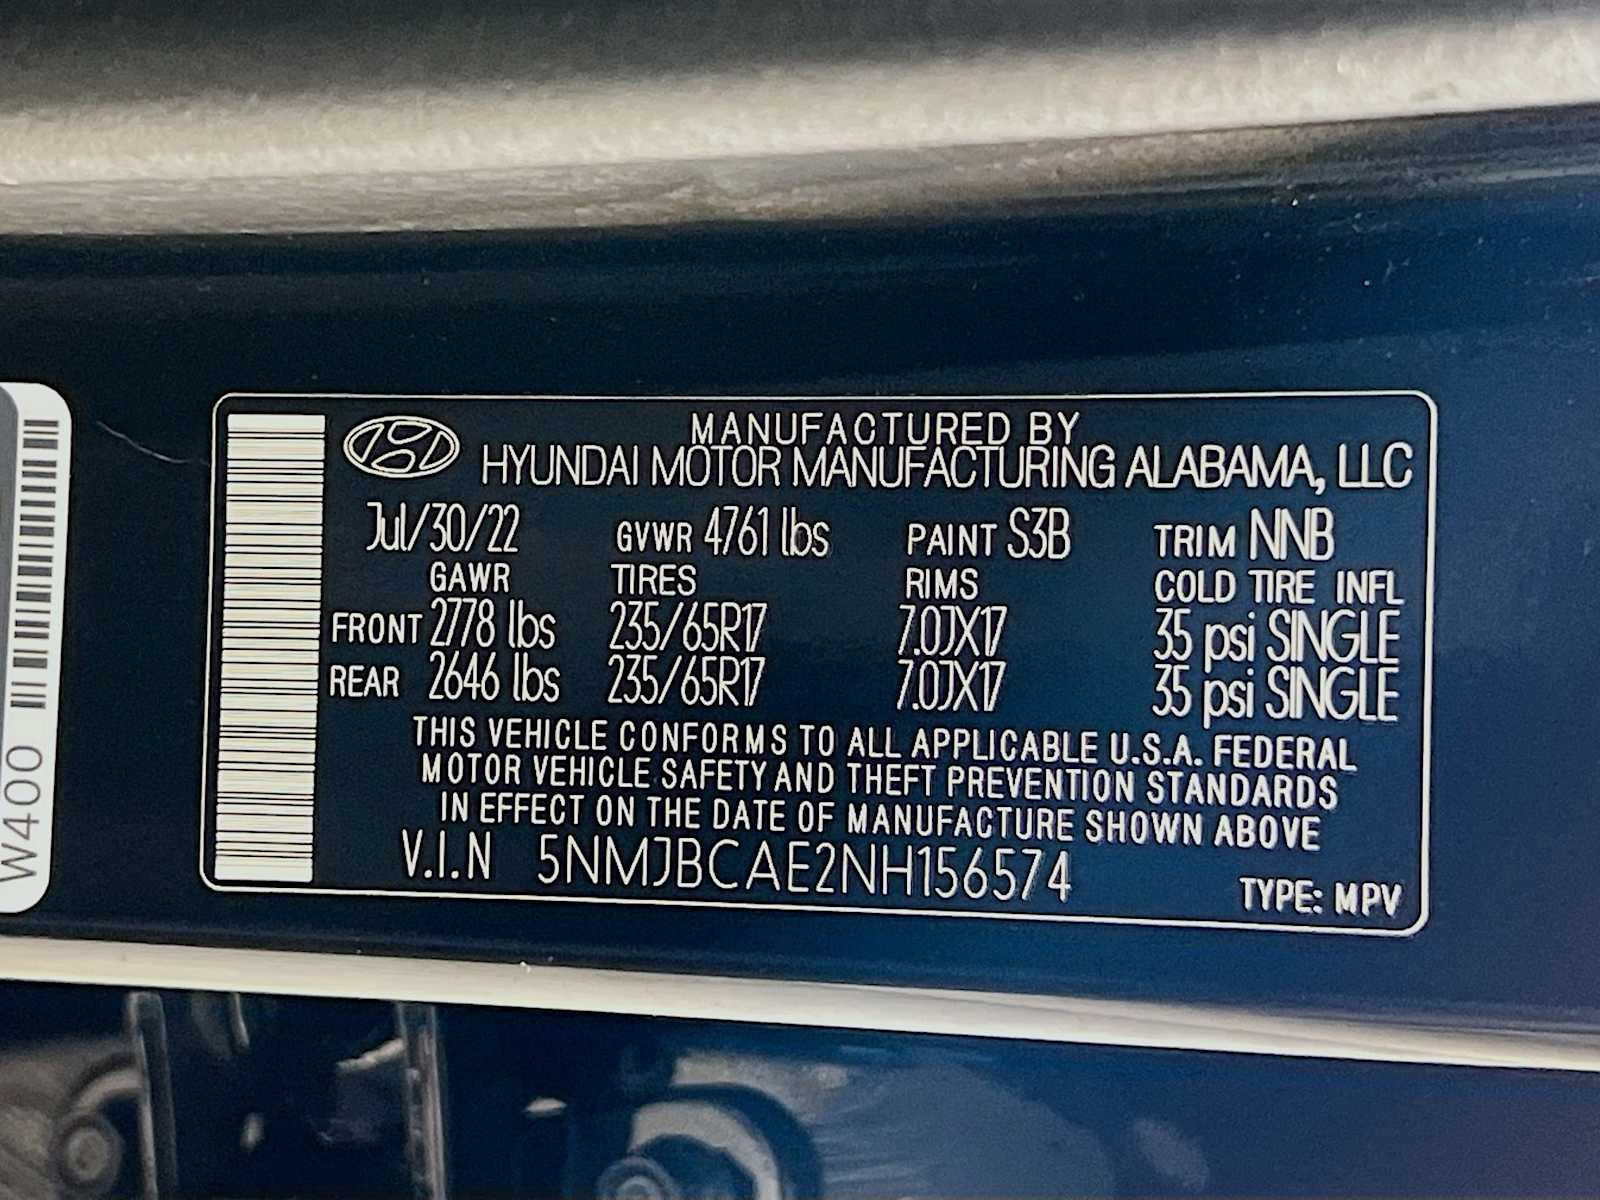 MANUFACTURED BY
HYUNDAI MOTOR MANUFACTURING ALABAMA, LLC
Jul/30/22 GVWR 4761 lbs PAINT S3B TRIM NNB
GAWR TIRES RIMS COLD TIRE INFL
FRONT 2778 lbs 235/65R17 7.0JX17 35 psi SINGLE
REAR 2646 lbs 235/65R17 7.0JX17 35 psi SINGLE
THIS VEHICLE CONFORMS TO ALL APPLICABLE U.S.A. FEDERAL
MOTOR VEHICLE SAFETY AND THEFT PREVENTION STANDARDS
IN EFFECT ON THE DATE OF MANUFACTURE SHOWN ABOVE
V.I.N 5NMJBCAE2NH156574
TYPE: MPV
W400